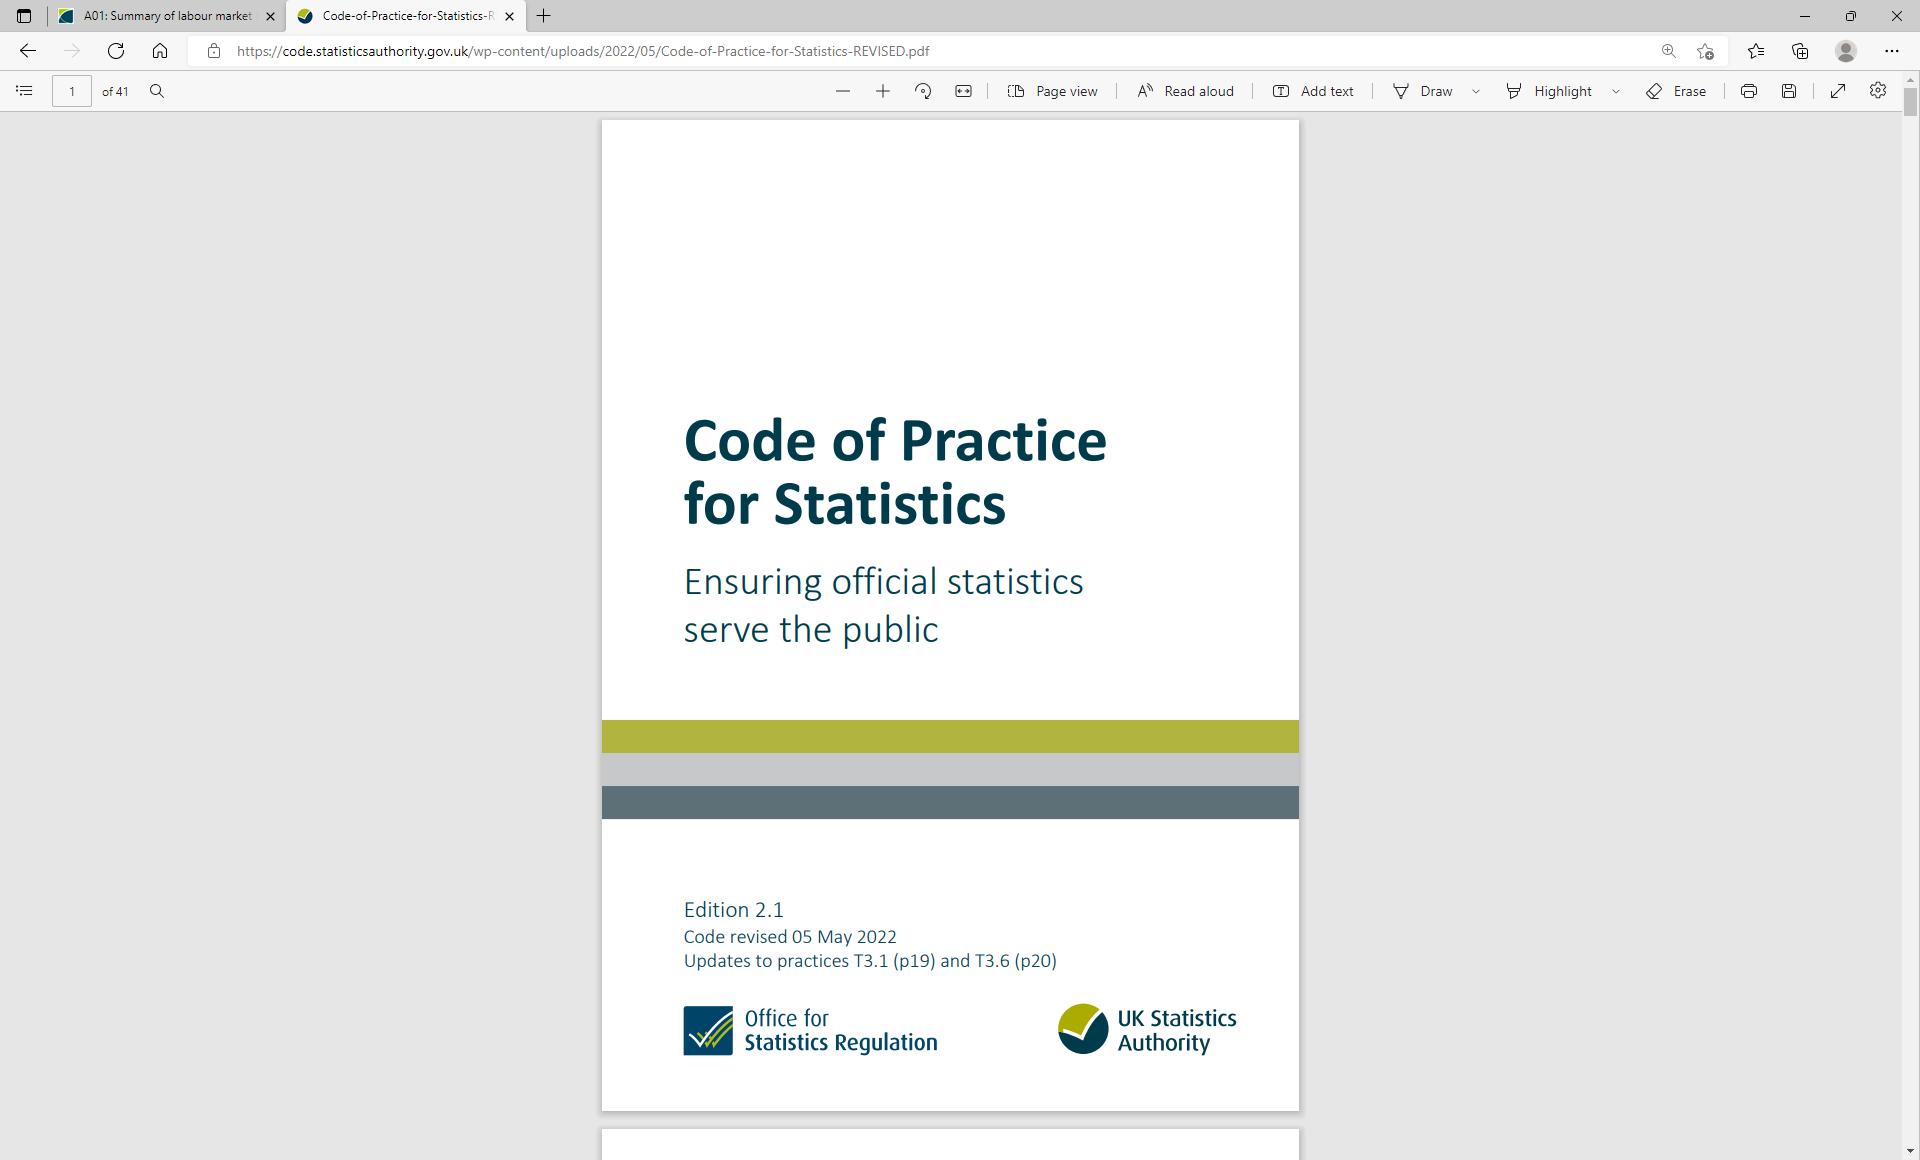 A01: Summary of labour market
Code-of-Practice-for-Statistics-R
https://code.statisticsauthority.gov.uk/wp-content/uploads/2022/05/Code-of-Practice-for-Statistics-REVISED.pdf
1 of 41
Page view
Read aloud
Add text
Draw
Highlight
Erase
Code of Practice
for Statistics
Ensuring official statistics
serve the public
Edition 2.1
Code revised 05 May 2022
Updates to practices T3.1 (p19) and T3.6 (p20)
Office for
Statistics Regulation
UK Statistics
Authority